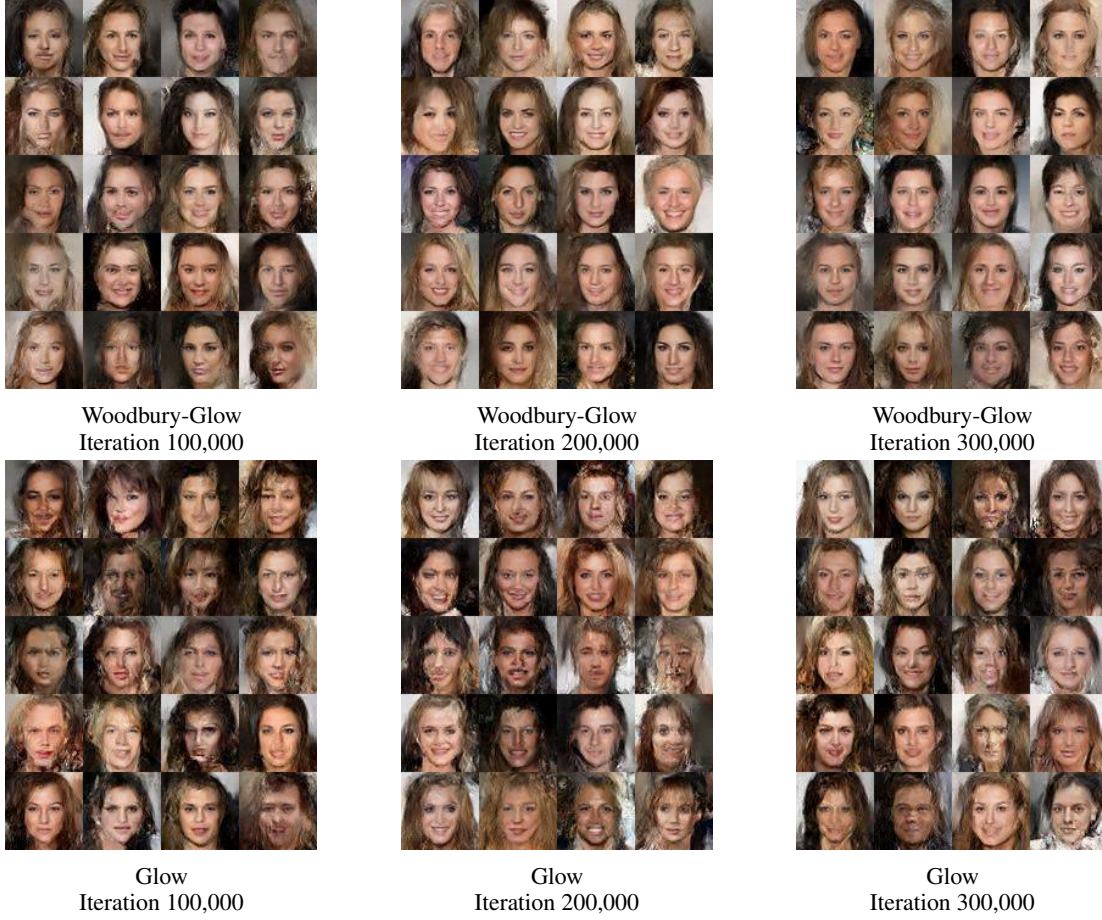 Woodbury-Glow
Iteration 100,000
Woodbury-Glow
Iteration 200,000
Woodbury-Glow
Iteration 300,000
Glow
Iteration 100,000
Glow
Iteration 200,000
Glow
Iteration 300,000